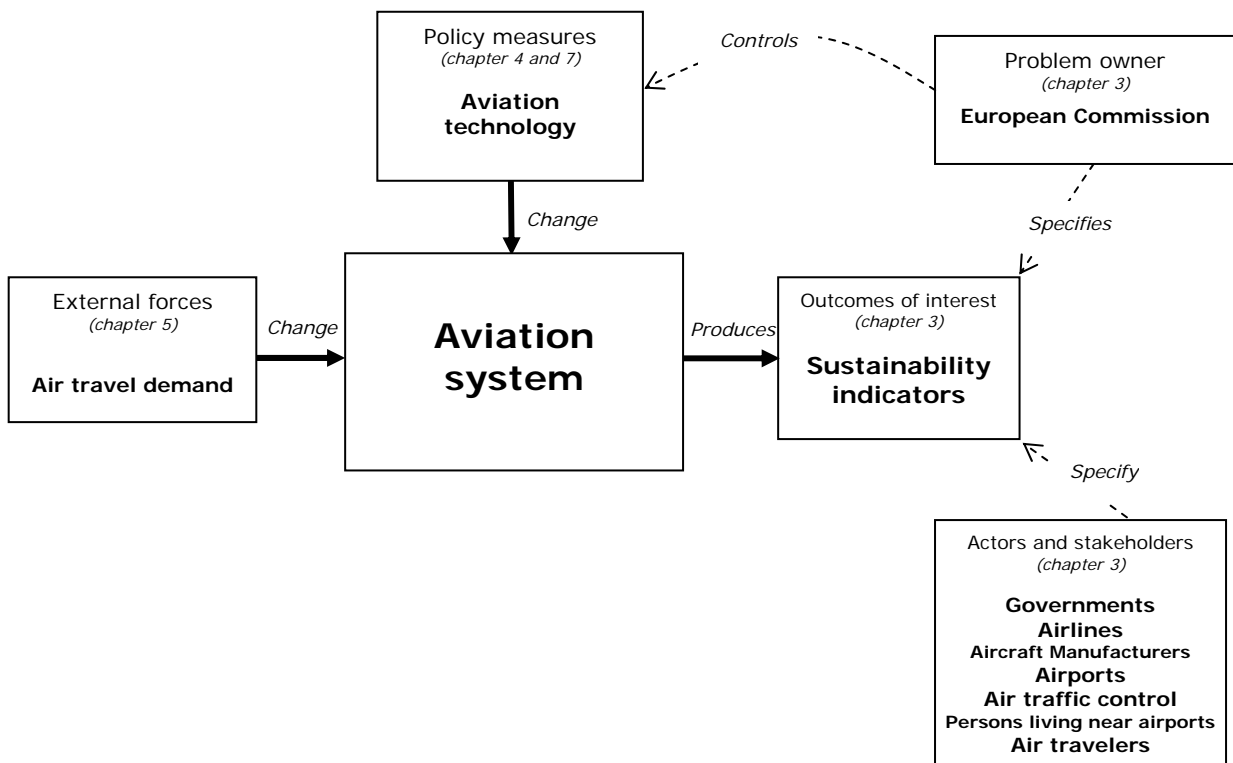 Policy measures
(chapter 4 and 7)
Aviation
technology
Controls
Problem owner
(chapter 3)
European Commission
Change
Specifies
External forces
(chapter 5)
Air travel demand
Change
Aviation
system
Produces
Outcomes of interest
(chapter 3)
Sustainability
indicators
Specify
Actors and stakeholders
(chapter 3)
Governments
Airlines
Aircraft Manufacturers
Airports
Air traffic control
Persons living near airports
Air travelers